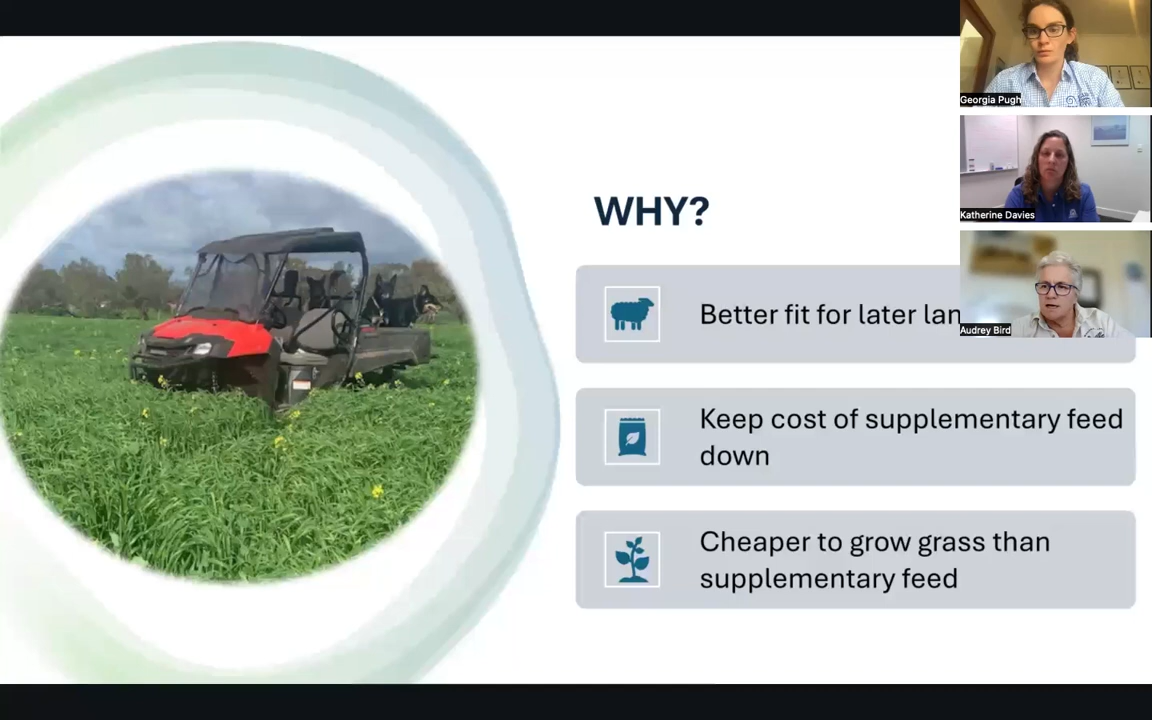 WHY?
Better fit for later
Keep cost of supplementary feed
down
Cheaper to grow grass than
supplementary feed
Georgia Pugh
Katherine Davies
Audrey Bird